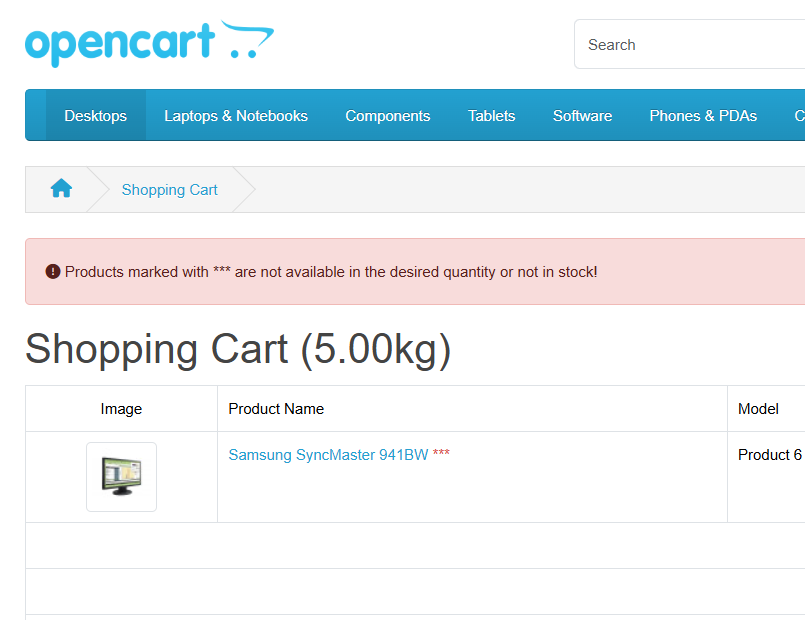 opencart
Search
Desktops Laptops & Notebooks Components Tablets Software Phones & PDAs C
Shopping Cart
Products marked with *** are not available in the desired quantity or not in stock!
Shopping Cart (5.00kg)
Image Product Name Model
Samsung SyncMaster 941BW *** Product 6